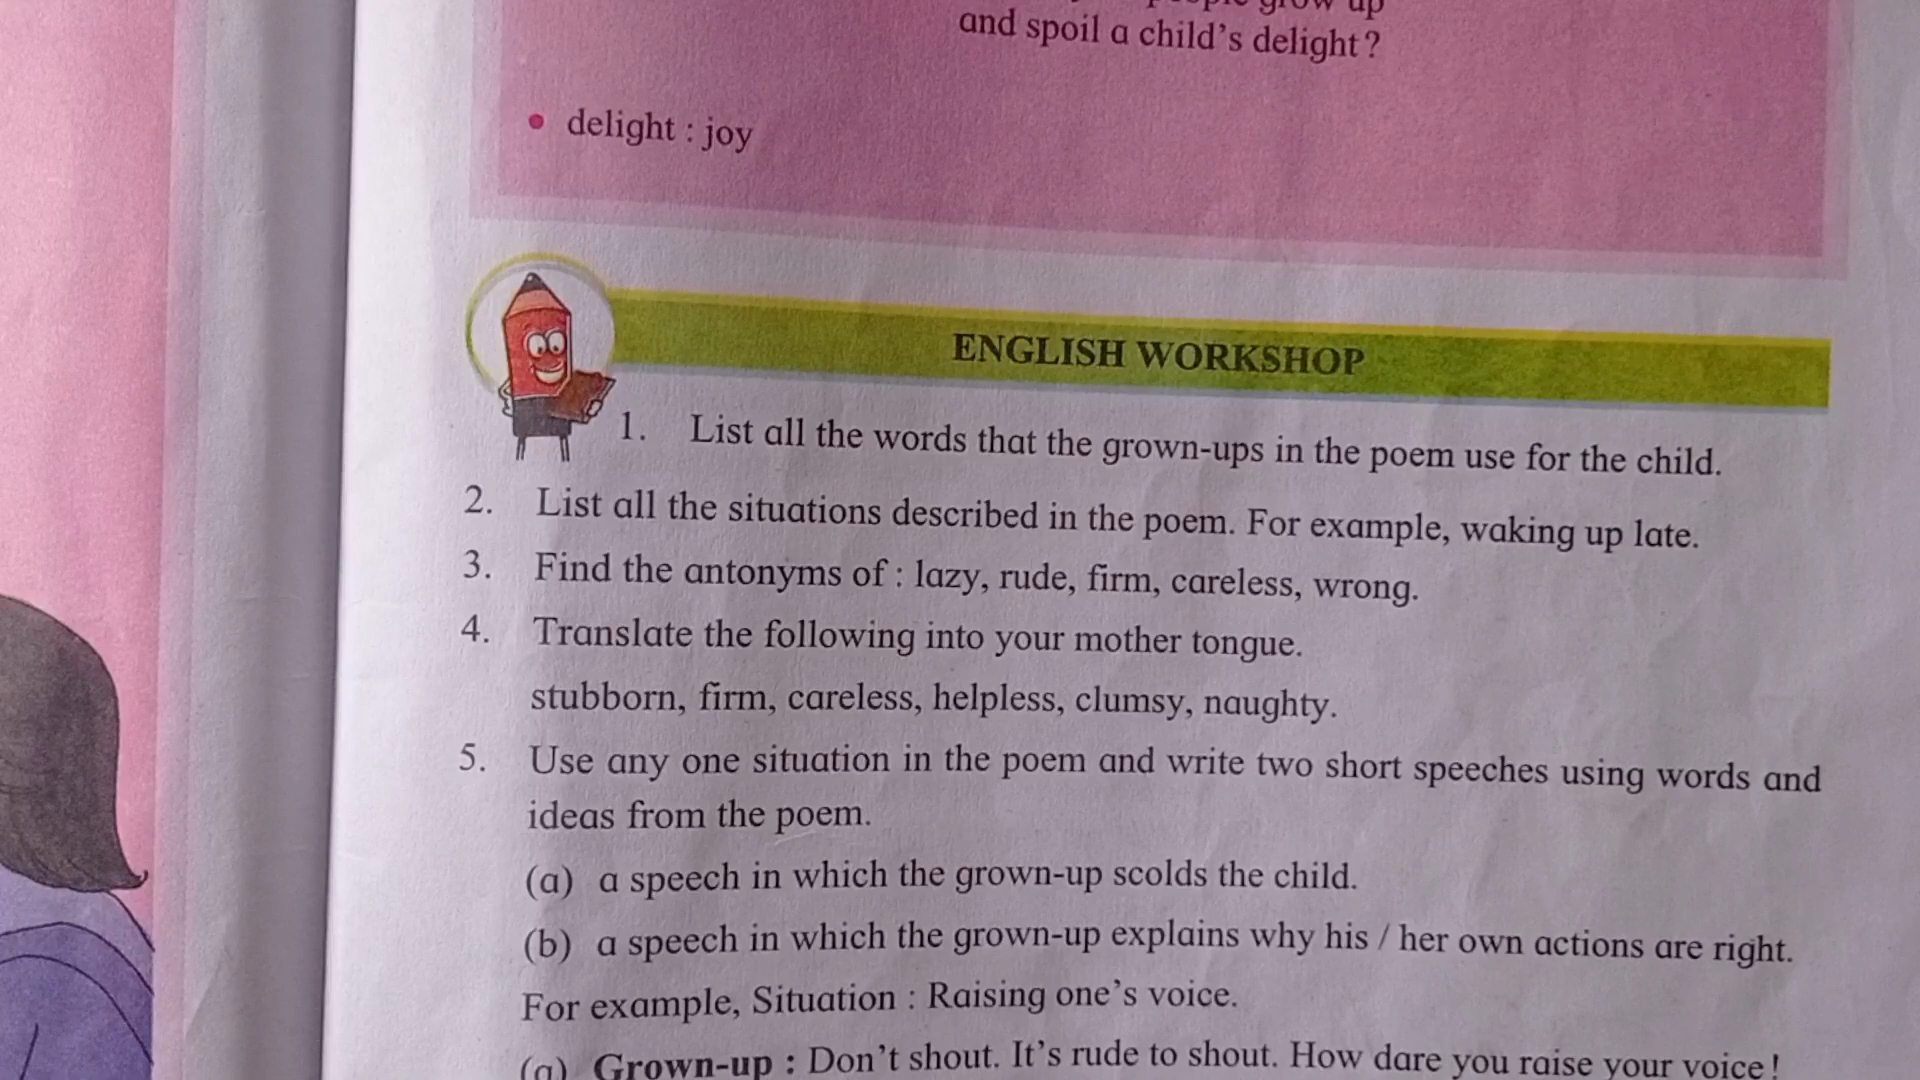 grow up
and spoil a child's delight?
• delight : joy
ENGLISH WORKSHOP
1. List all the words that the grown-ups in the poem use for the child.
2. List all the situations described in the poem. For example, waking up late.
3. Find the antonyms of : lazy, rude, firm, careless, wrong.
4. Translate the following into your mother tongue.
stubborn, firm, careless, helpless, clumsy, naughty.
5. Use any one situation in the poem and write two short speeches using words and
ideas from the poem.
(a) a speech in which the grown-up scolds the child.
(b) a speech in which the grown-up explains why his / her own actions are right.
For example, Situation : Raising one's voice.
(a) Grown-up : Don't shout. It's rude to shout. How dare you raise your voice!